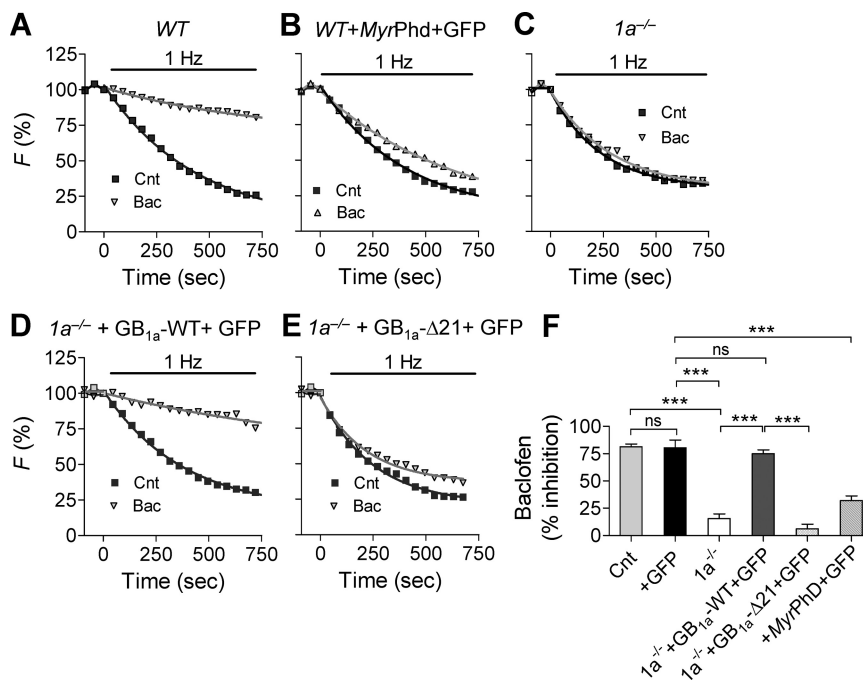 A
WT
1 Hz
125
100
75
50
25
0
F (%)
Cnt
Bac
0 250 500 750
Time (sec)
B
WT+MyrPhd+GFP
1 Hz
Cnt
Bac
0 250 500 750
Time (sec)
C
1a–/–
1 Hz
Cnt
Bac
0 250 500 750
Time (sec)
D
1a–/– + GB1a-WT+ GFP
1 Hz
125
100
75
50
25
0
F (%)
Cnt
Bac
0 250 500 750
Time (sec)
E
1a–/– + GB1a-Δ21+ GFP
1 Hz
Cnt
Bac
0 250 500 750
Time (sec)
F
***
ns
***
***
ns
***
***
100
75
50
25
0
Baclofen
(% inhibition)
Cnt
+GFP
1a-/-
1a-/-+GB1a-WT+GFP
1a-/-+GB1a-Δ21+GFP
+MyrPhD+GFP